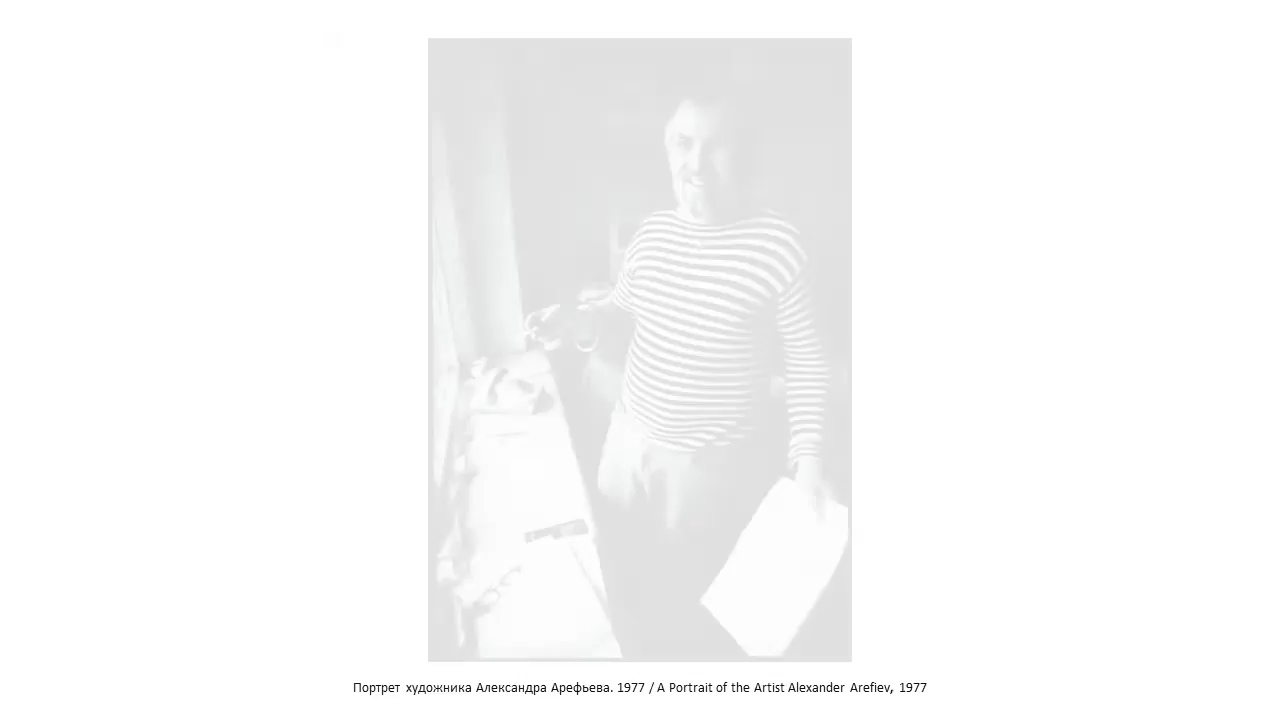 Портрет художника Александра Арефьева. 1977 / A Portrait of the Artist Alexander Arefiev, 1977